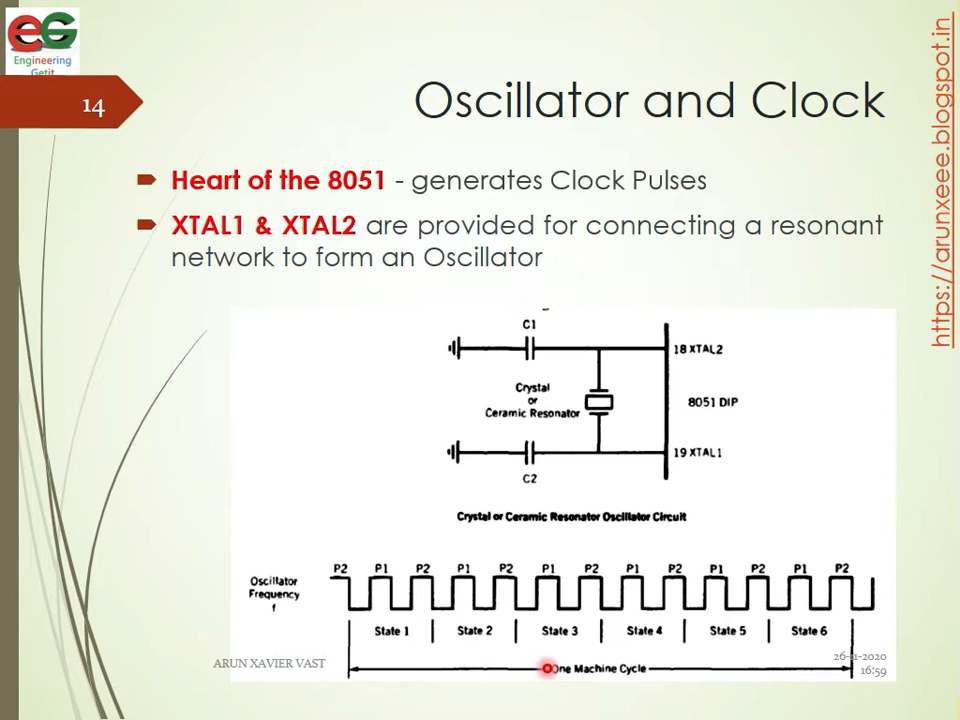 eG
Engineering
Getit
14
Oscillator and Clock
https://arunxeee.blogspot.in
Heart of the 8051 - generates Clock Pulses
XTAL1 & XTAL2 are provided for connecting a resonant
network to form an Oscillator
C1
18 XTAL2
Crystal
or
Ceramic Resonator
8051 DIP
19 XTAL1
C2
Crystal or Ceramic Resonator Oscillator Circuit
P2 P1 P2 P1 P2 P1 P2 P1 P2 P1 P2 P1 P2
Oscillator
Frequency
f
State 1 State 2 State 3 State 4 State 5 State 6
One Machine Cycle
ARUN XAVIER VAST
26-11-2020
16:59